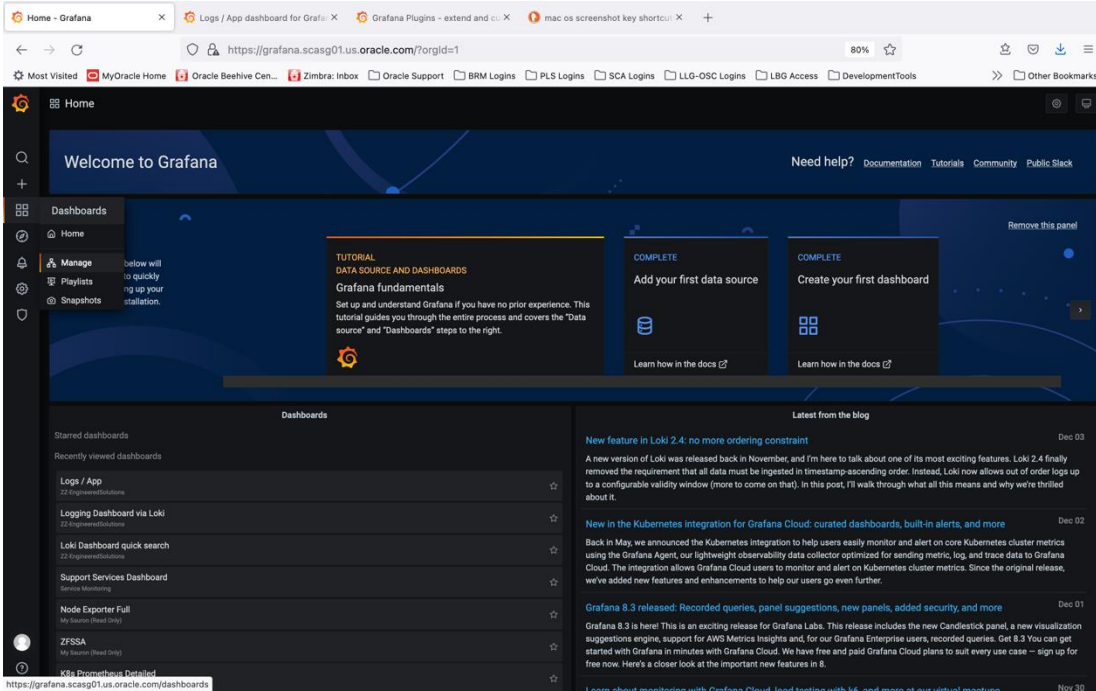 Home - Grafana
Logs / App dashboard for Grafa
Grafana Plugins - extend and cu
mac os screenshot key shortcut
https://grafana.scasg01.us.oracle.com/?orgId=1
80%
Most Visited MyOracle Home Oracle Beehive Cen... Zimbra: Inbox Oracle Support BRM Logins PLS Logins SCA Logins LLG-OSC Logins LBG Access DevelopmentTools Other Bookmarks
Home
Welcome to Grafana
Need help? Documentation Tutorials Community Public Slack
Dashboards
Home
Manage
Playlists
Snapshots
below will
to quickly
ng up your
stallation.
Remove this panel
TUTORIAL
DATA SOURCE AND DASHBOARDS
Grafana fundamentals
Set up and understand Grafana if you have no prior experience. This
tutorial guides you through the entire process and covers the "Data
source" and "Dashboards" steps to the right.
COMPLETE
Add your first data source
Learn how in the docs
COMPLETE
Create your first dashboard
Learn how in the docs
Dashboards
Starred dashboards
Recently viewed dashboards
Logs / App
ZZ-EngineeredSolutions
Logging Dashboard via Loki
ZZ-EngineeredSolutions
Loki Dashboard quick search
ZZ-EngineeredSolutions
Support Services Dashboard
Service Monitoring
Node Exporter Full
My Sauron (Read Only)
ZFSSA
My Sauron (Read Only)
K8s Prometheus Detailed
Latest from the blog
New feature in Loki 2.4: no more ordering constraint
Dec 03
A new version of Loki was released back in November, and I'm here to talk about one of its most exciting features. Loki 2.4 finally
removed the requirement that all data must be ingested in timestamp-ascending order. Instead, Loki now allows out of order logs up
to a configurable validity window (more to come on that). In this post, I'll walk through what all this means and why we're thrilled
about it.
New in the Kubernetes integration for Grafana Cloud: curated dashboards, built-in alerts, and more
Dec 02
Back in May, we announced the Kubernetes integration to help users easily monitor and alert on core Kubernetes cluster metrics
using the Grafana Agent, our lightweight observability data collector optimized for sending metric, log, and trace data to Grafana
Cloud. The integration allows Grafana Cloud users to monitor and alert on Kubernetes cluster metrics. Since the original release,
we've added new features and enhancements to help our users go even further.
Grafana 8.3 released: Recorded queries, panel suggestions, new panels, added security, and more
Dec 01
Grafana 8.3 is here! This is an exciting release for Grafana Labs. This release includes the new Candlestick panel, a new visualization
suggestions engine, support for AWS Metrics Insights and, for our Grafana Enterprise users, recorded queries. Get 8.3 You can get
started with Grafana in minutes with Grafana Cloud. We have free and paid Grafana Cloud plans to suit every use case — sign up for
free now. Here's a closer look at the important new features in 8.
Learn about monitoring with Grafana Cloud, load testing with k6, and more at our virtual meetups
Nov 30
https://grafana.scasg01.us.oracle.com/dashboards